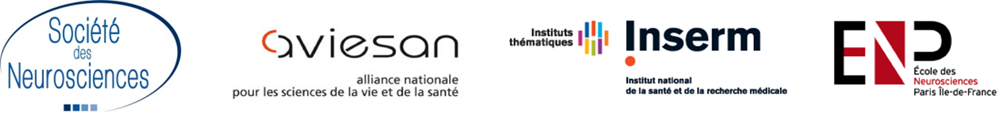 Société
des
Neurosciences
aviesan
alliance nationale
pour les sciences de la vie et de la santé
Instituts
thématiques
Inserm
Institut national
de la santé et de la recherche médicale
ENP
École des
Neurosciences
Paris Île-de-France